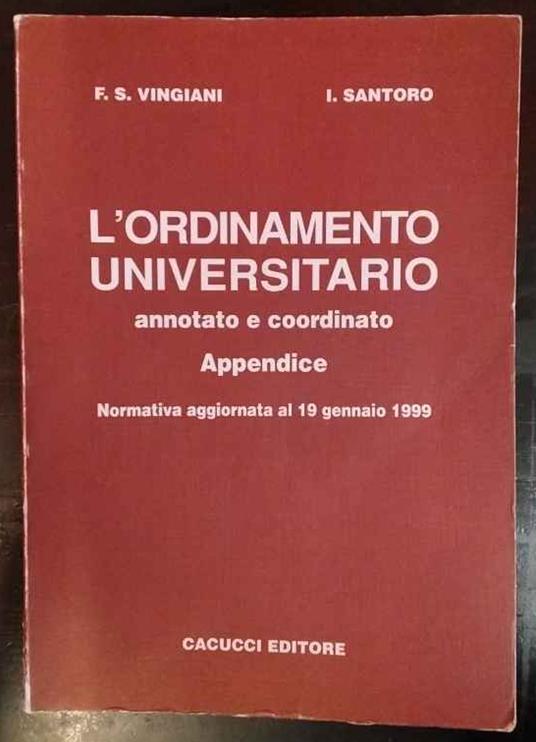 F. S. VINGIANI I. SANTORO
L'ORDINAMENTO
UNIVERSITARIO
annotato e coordinato
Appendice
Normativa aggiornata al 19 gennaio 1999
CACUCCI EDITORE